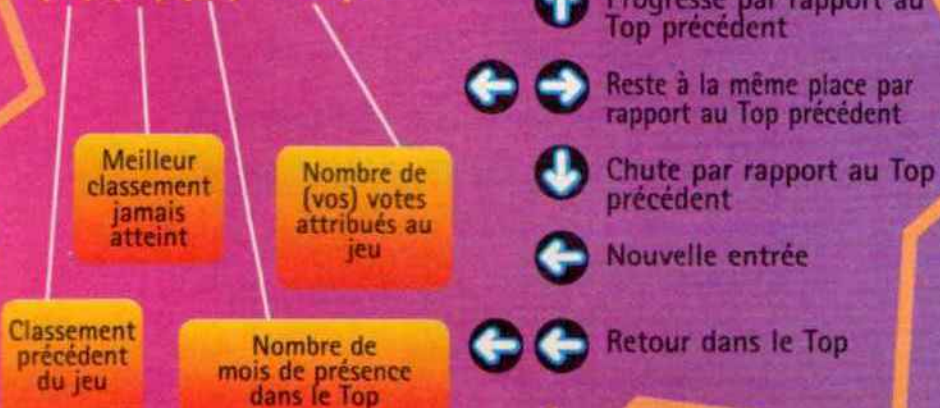 Progresse par rapport au
Top précédent
Reste à la même place par
rapport au Top précédent
Chute par rapport au Top
précédent
Nouvelle entrée
Retour dans le Top
Meilleur
classement
jamais
atteint
Nombre de
(vos) votes
attribués au
jeu
Classement
précédent
du jeu
Nombre de
mois de présence
dans le Top